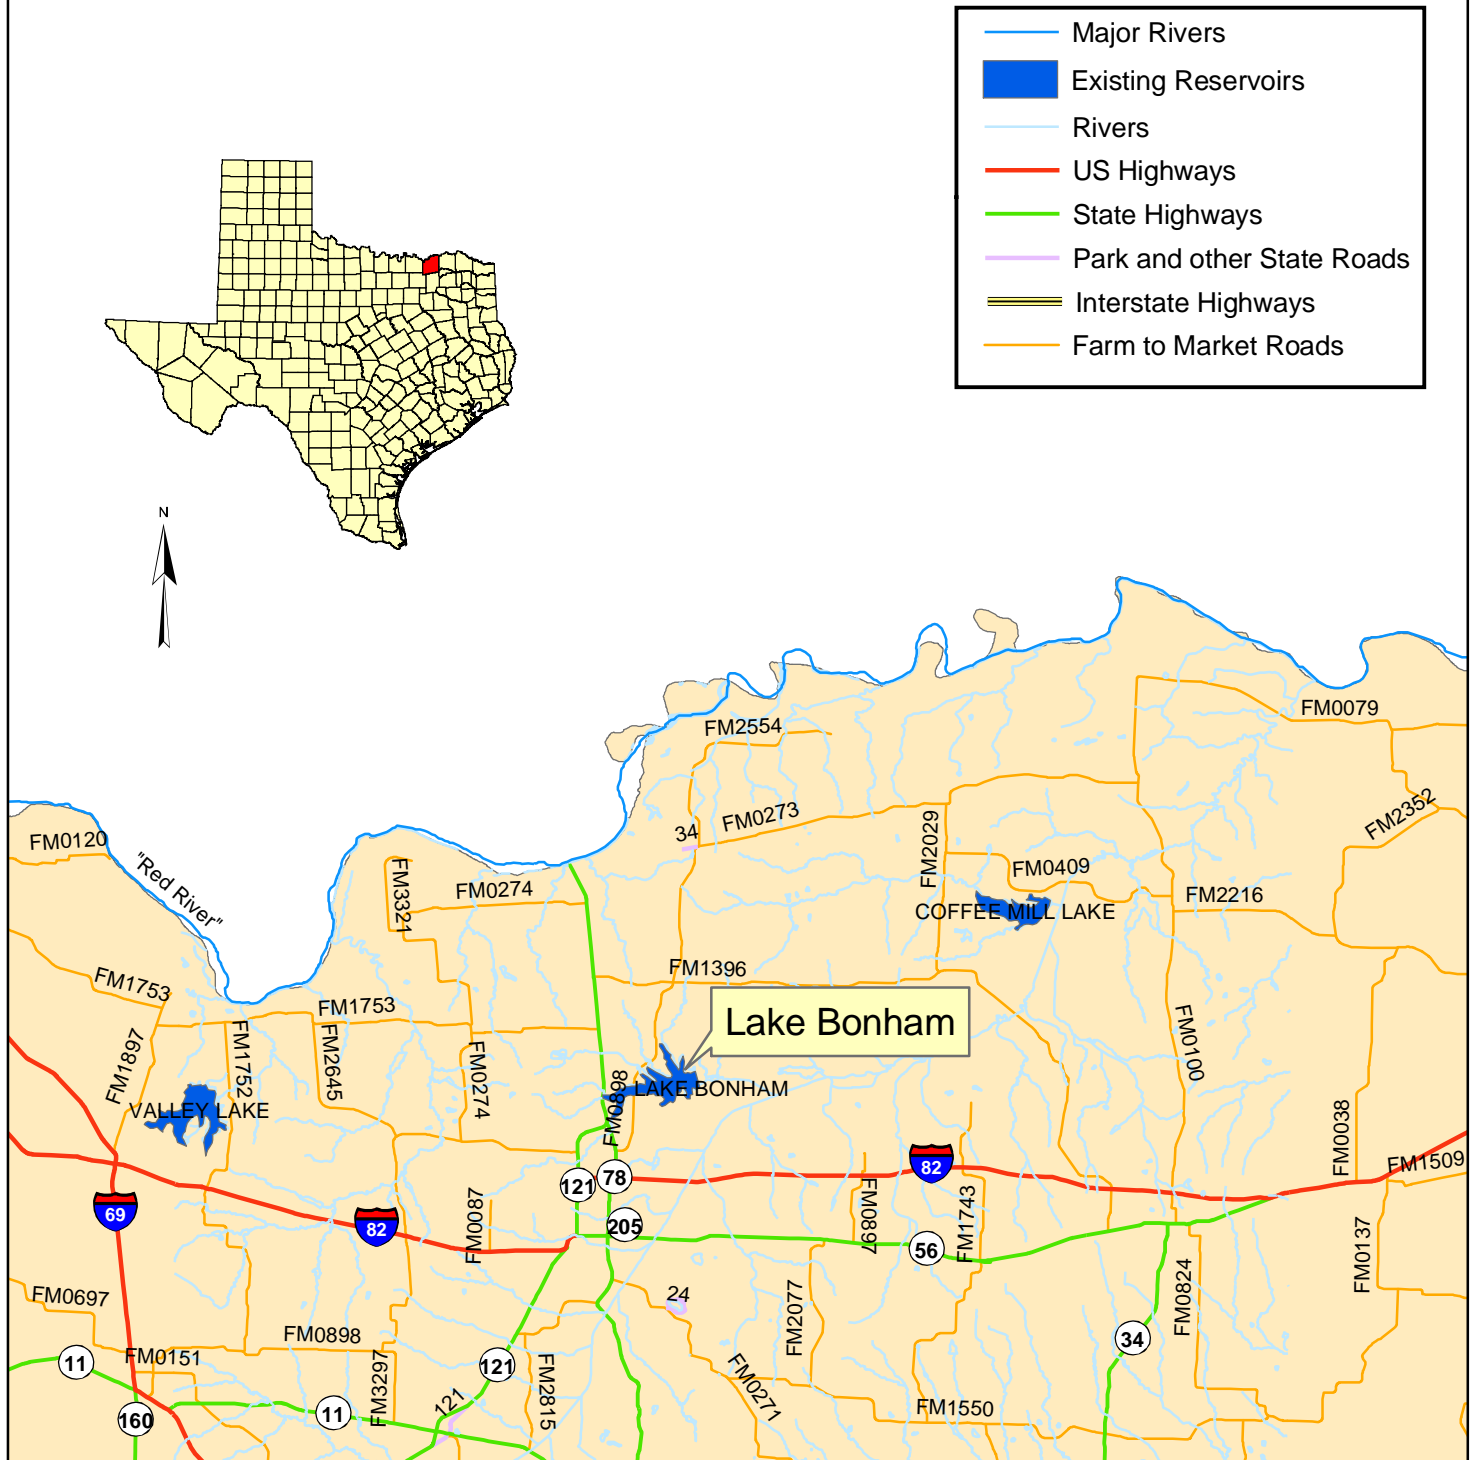 Major Rivers
Existing Reservoirs
Rivers
US Highways
State Highways
Park and other State Roads
Interstate Highways
Farm to Market Roads
N
FM0079
FM2554
FM2352
FM0273
34
FM2029
FM0120
"Red River"
FM3321
FM0274
FM0409
FM2216
COFFEE MILL LAKE
FM1396
FM1753
FM1753
Lake Bonham
FM1897
FM1752
FM2645
FM0274
FM0100
FM0898
LAKE BONHAM
VALLEY LAKE
FM0038
FM1509
82
121
78
69
82
FM0087
205
FM0897
FM1743
56
FM0137
FM0697
24
FM2077
FM0824
FM0898
34
11
FM0151
121
FM3297
FM2815
FM0271
160
11
121
FM1550